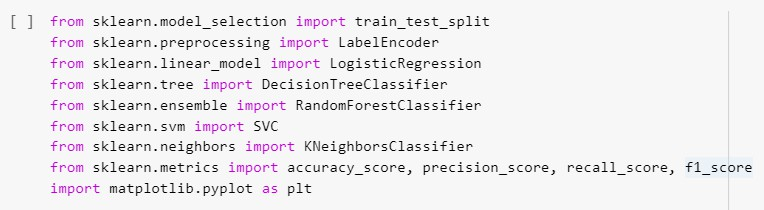 [ ] from sklearn.model_selection import train_test_split
from sklearn.preprocessing import LabelEncoder
from sklearn.linear_model import LogisticRegression
from sklearn.tree import DecisionTreeClassifier
from sklearn.ensemble import RandomForestClassifier
from sklearn.svm import SVC
from sklearn.neighbors import KNeighborsClassifier
from sklearn.metrics import accuracy_score, precision_score, recall_score, f1_score
import matplotlib.pyplot as plt